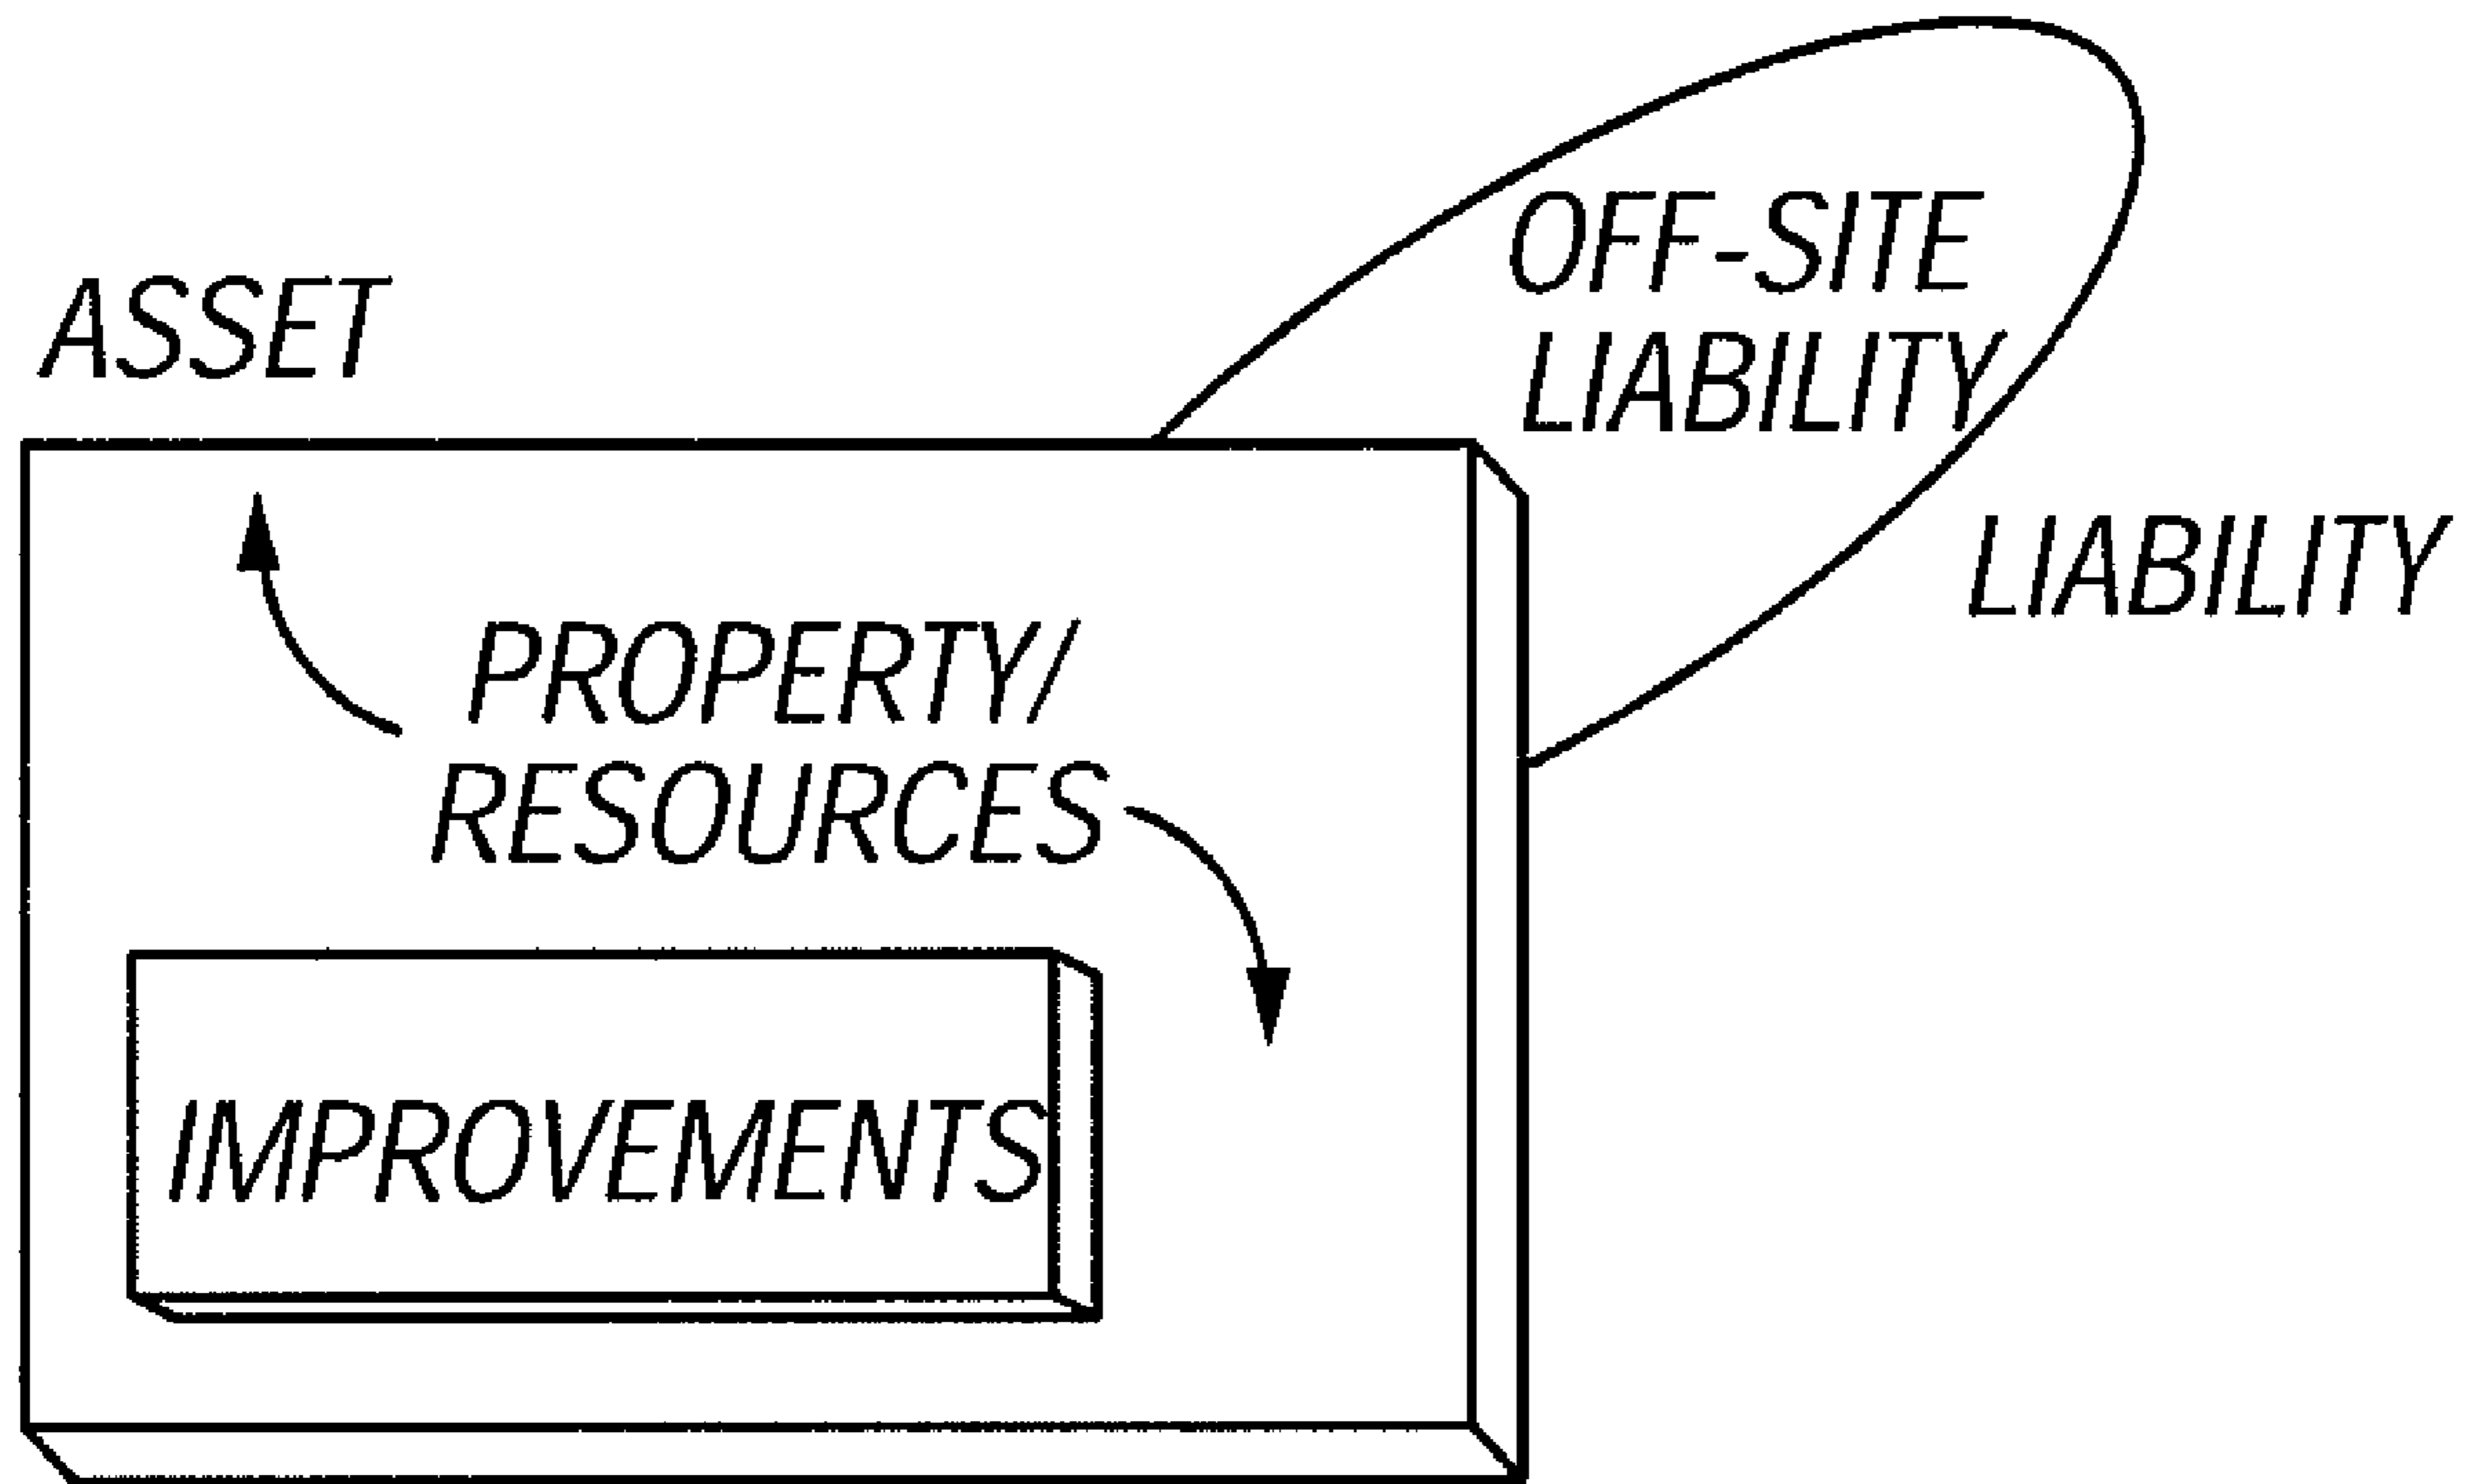 ASSET
OFF-SITE
LIABILITY
LIABILITY
PROPERTY/
RESOURCES
IMPROVEMENTS